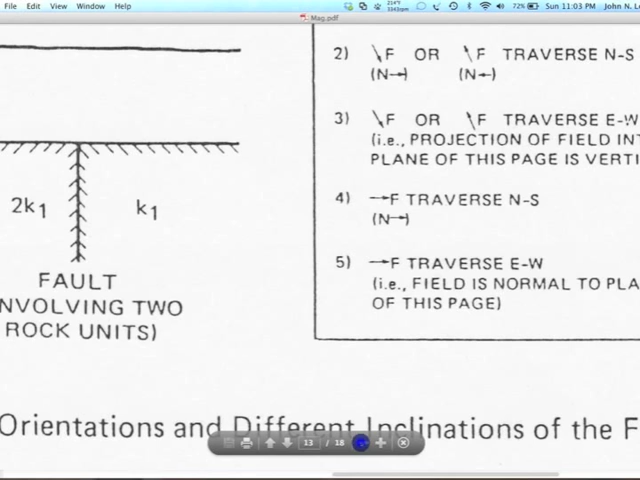 File Edit View Window Help
72% Sun 11:03 PM John N. Lo
Mag.pdf
2) F OR F TRAVERSE N-S
(N→) (N←)
3) F OR F TRAVERSE E-W
(i.e., PROJECTION OF FIELD INT
PLANE OF THIS PAGE IS VERTI
4) →F TRAVERSE N-S
(N→)
5) →F TRAVERSE E-W
(i.e., FIELD IS NORMAL TO PLA
OF THIS PAGE)
2k1 k1
FAULT
NVOLVING TWO
ROCK UNITS)
Orientations and Different Inclinations of the F
13 / 18